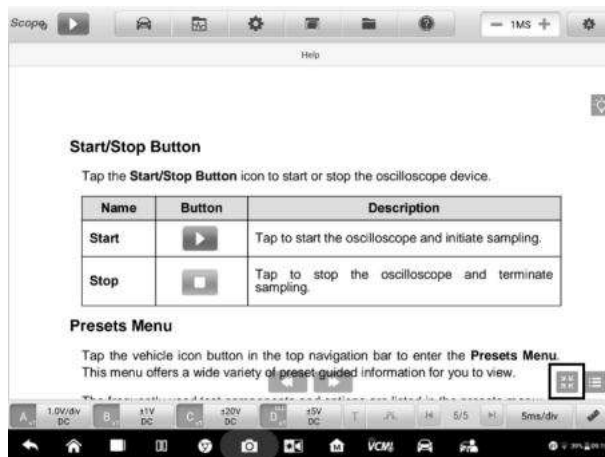 Scope
1MS
Help
Start/Stop Button
Tap the Start/Stop Button icon to start or stop the oscilloscope device.
Name Button Description
Start Tap to start the oscilloscope and initiate sampling.
Stop Tap to stop the oscilloscope and terminate
sampling.
Presets Menu
Tap the vehicle icon button in the top navigation bar to enter the Presets Menu.
This menu offers a wide variety of preset guided information for you to view.
A 1.0V/div DC B ±1V DC C ±20V DC D ±5V DC T 5/5 5ms/div
VCMI